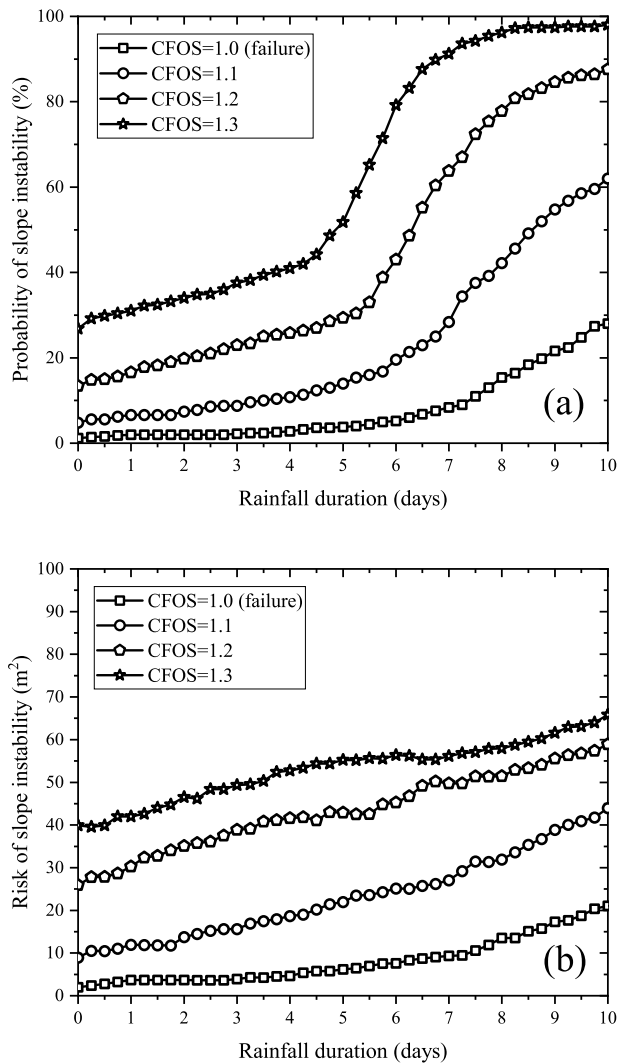 100
80
60
40
20
0
Probability of slope instability (%)
CFOS=1.0 (failure)
CFOS=1.1
CFOS=1.2
CFOS=1.3
(a)
0 1 2 3 4 5 6 7 8 9 10
Rainfall duration (days)
100
90
80
70
60
50
40
30
20
10
0
Risk of slope instability (m²)
CFOS=1.0 (failure)
CFOS=1.1
CFOS=1.2
CFOS=1.3
(b)
0 1 2 3 4 5 6 7 8 9 10
Rainfall duration (days)